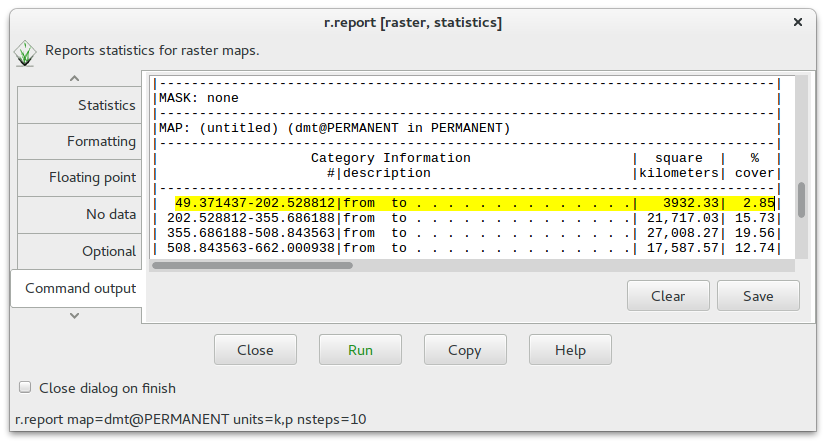 r.report [raster, statistics]
Reports statistics for raster maps.
Statistics
Formatting
Floating point
No data
Optional
Command output
|-----------------------------------------------------------------------------|
|MASK: none                                                                   |
|-----------------------------------------------------------------------------|
|MAP: (untitled) (dmt@PERMANENT in PERMANENT)                                 |
|-----------------------------------------------------------------------------|
|                   Category Information                    |  square  |   %  |
|                     #|description                         |kilometers| cover|
|-----------------------------------------------------------------------------|
|  49.371437-202.528812|from  to . . . . . . . . . . . . . .|   3932.33|  2.85|
| 202.528812-355.686188|from  to . . . . . . . . . . . . . .| 21,717.03| 15.73|
| 355.686188-508.843563|from  to . . . . . . . . . . . . . .| 27,008.27| 19.56|
| 508.843563-662.000938|from  to . . . . . . . . . . . . . .| 17,587.57| 12.74|
Clear Save
Close Run Copy Help
Close dialog on finish
r.report map=dmt@PERMANENT units=k,p nsteps=10